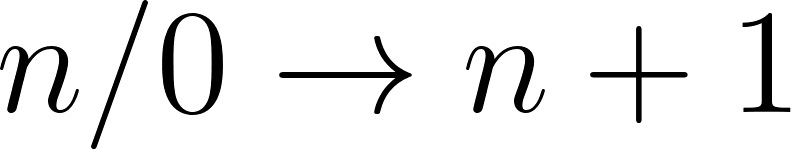 n/0 → n + 1